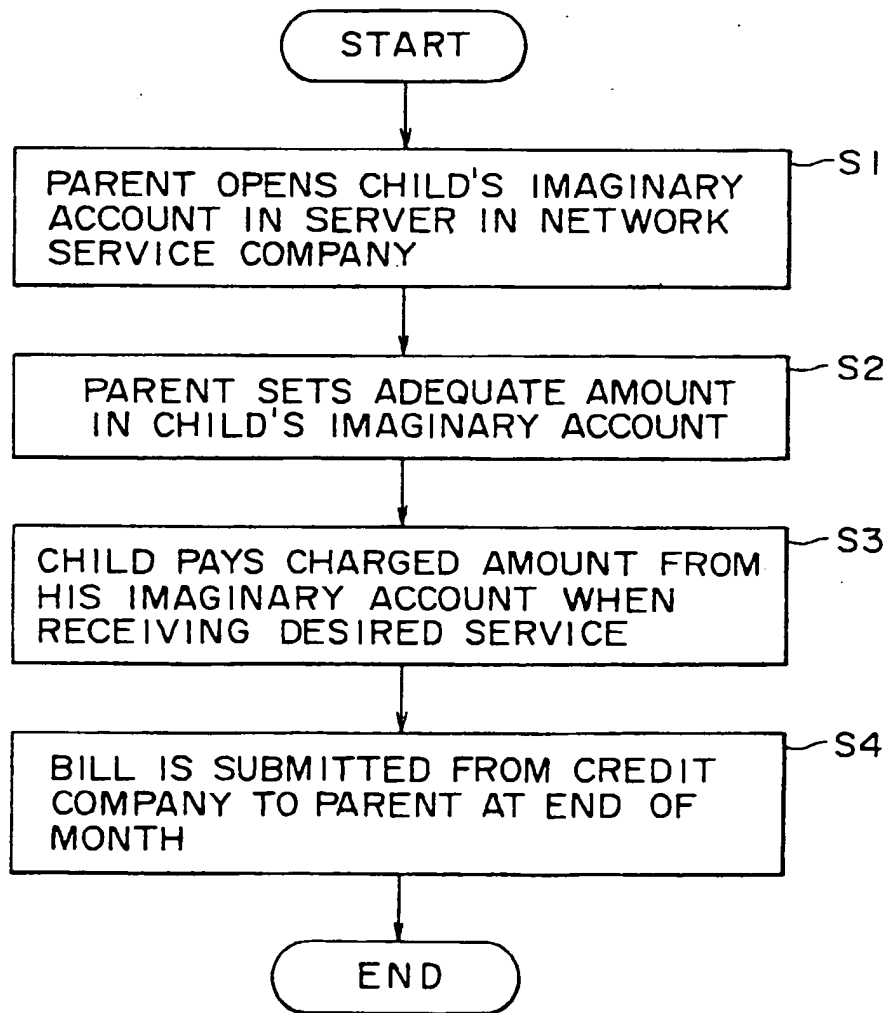 START
S1
PARENT OPENS CHILD'S IMAGINARY
ACCOUNT IN SERVER IN NETWORK
SERVICE COMPANY
S2
PARENT SETS ADEQUATE AMOUNT
IN CHILD'S IMAGINARY ACCOUNT
S3
CHILD PAYS CHARGED AMOUNT FROM
HIS IMAGINARY ACCOUNT WHEN
RECEIVING DESIRED SERVICE
S4
BILL IS SUBMITTED FROM CREDIT
COMPANY TO PARENT AT END OF
MONTH
END